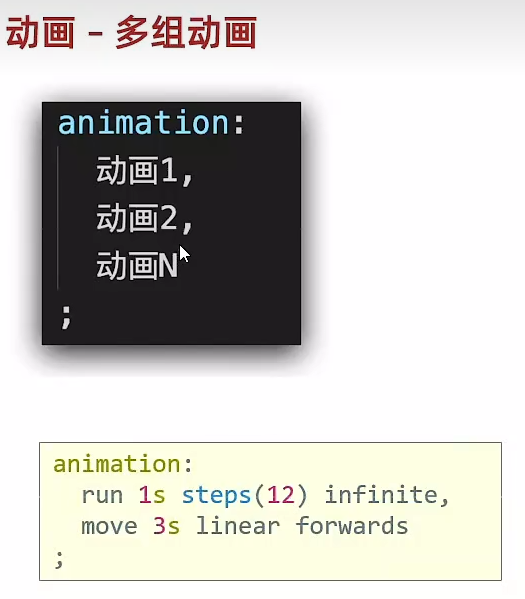 动画 - 多组动画
animation:
动画1,
动画2,
动画N
;
animation:
run 1s steps(12) infinite,
move 3s linear forwards
;